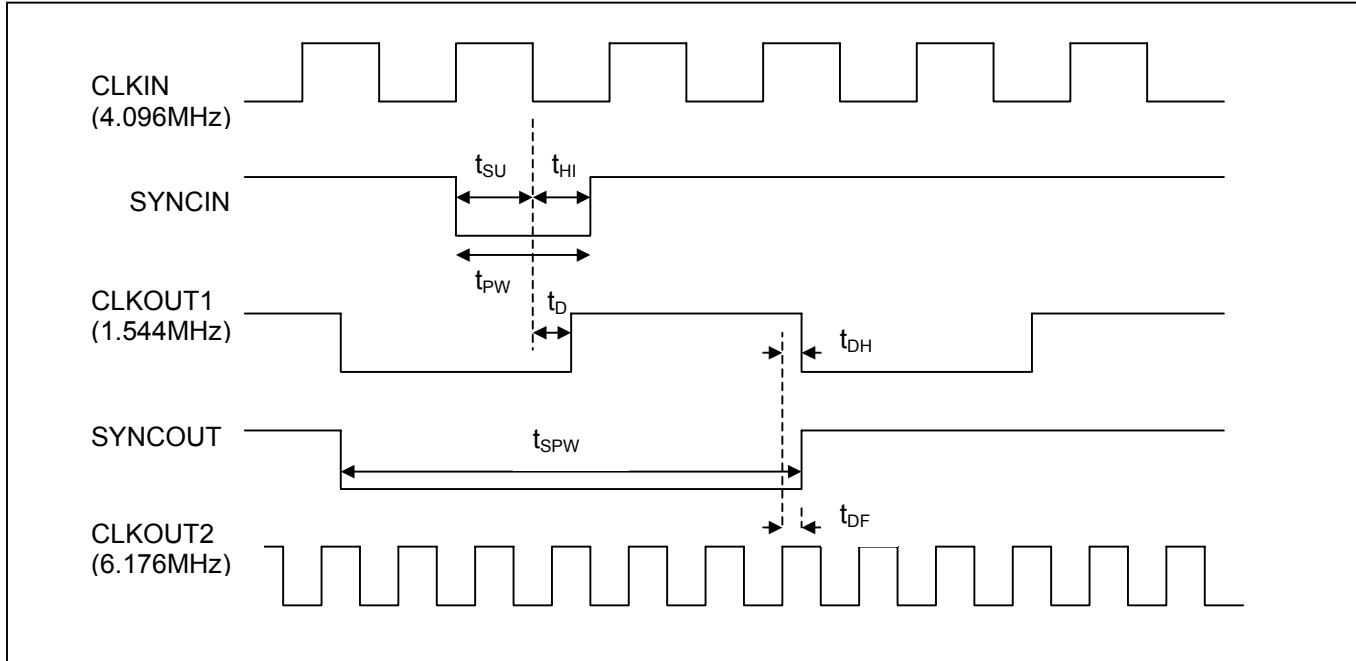 CLKIN
(4.096MHz)
tSU
tHI
SYNCIN
tPW
tD
CLKOUT1
(1.544MHz)
tDH
SYNCOUT
tSPW
tDF
CLKOUT2
(6.176MHz)